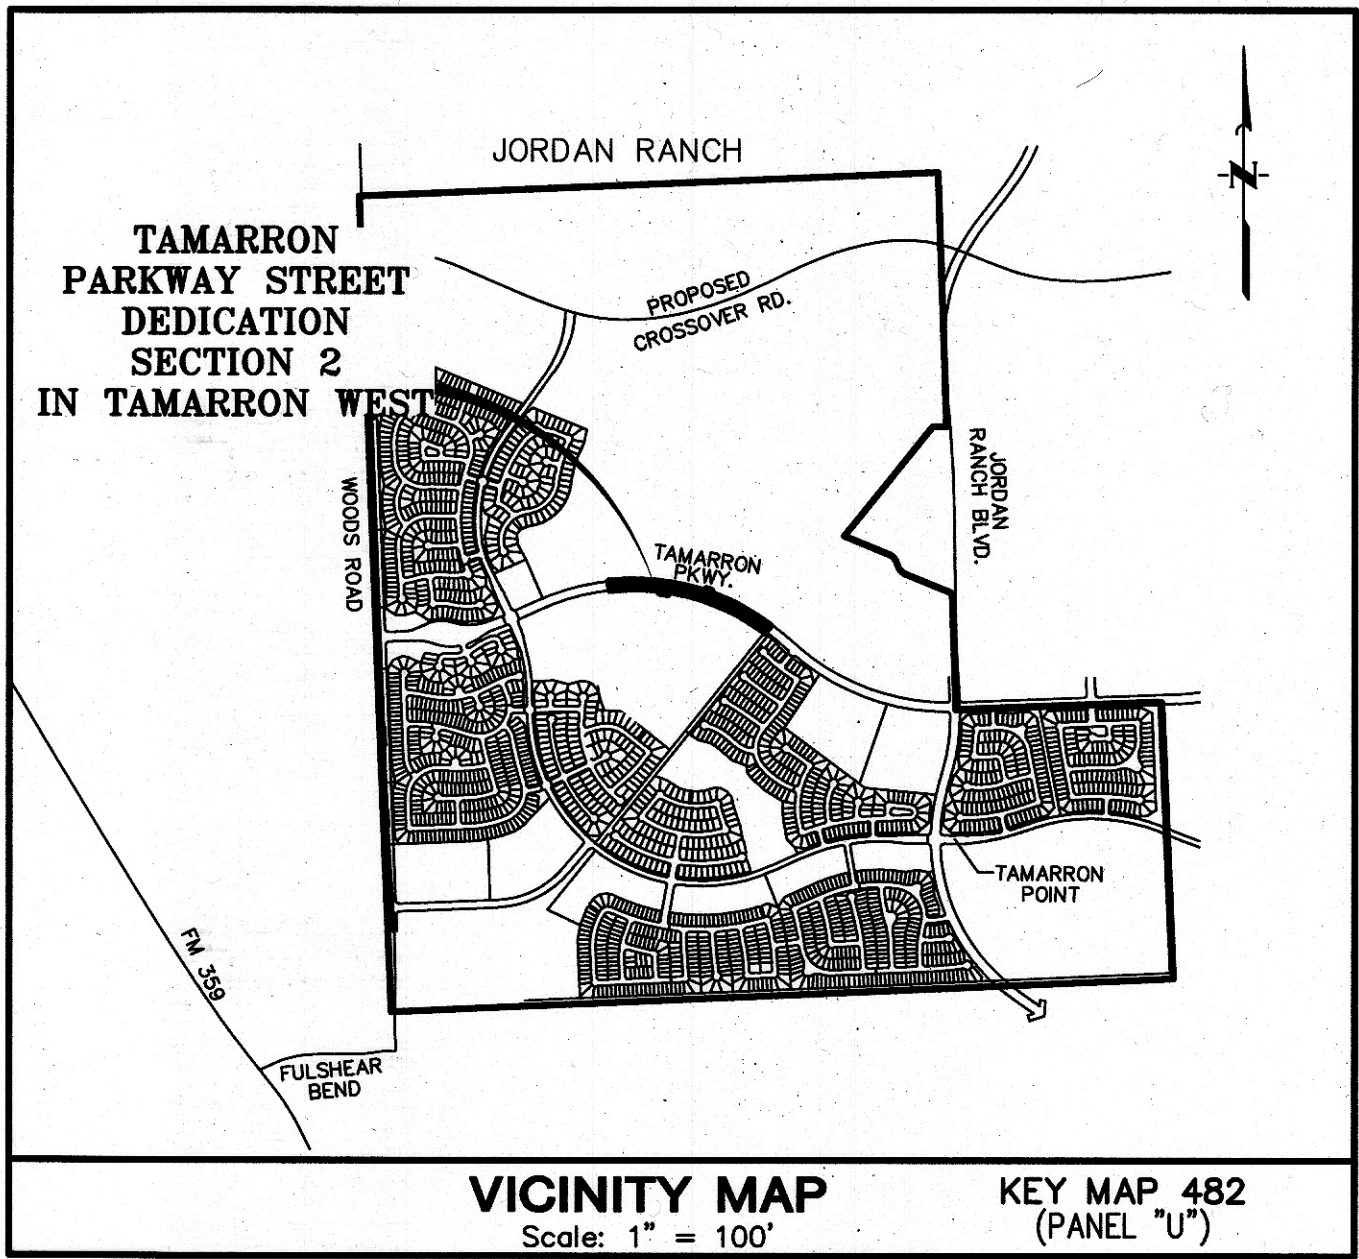 JORDAN RANCH
N
TAMARRON
PARKWAY STREET
DEDICATION
SECTION 2
IN TAMARRON WEST
PROPOSED
CROSSOVER RD.
JORDAN
RANCH BLVD.
WOODS ROAD
TAMARRON
PKWY.
TAMARRON
POINT
FM 359
FULSHEAR
BEND
VICINITY MAP
Scale: 1" = 100'
KEY MAP 482
(PANEL "U")